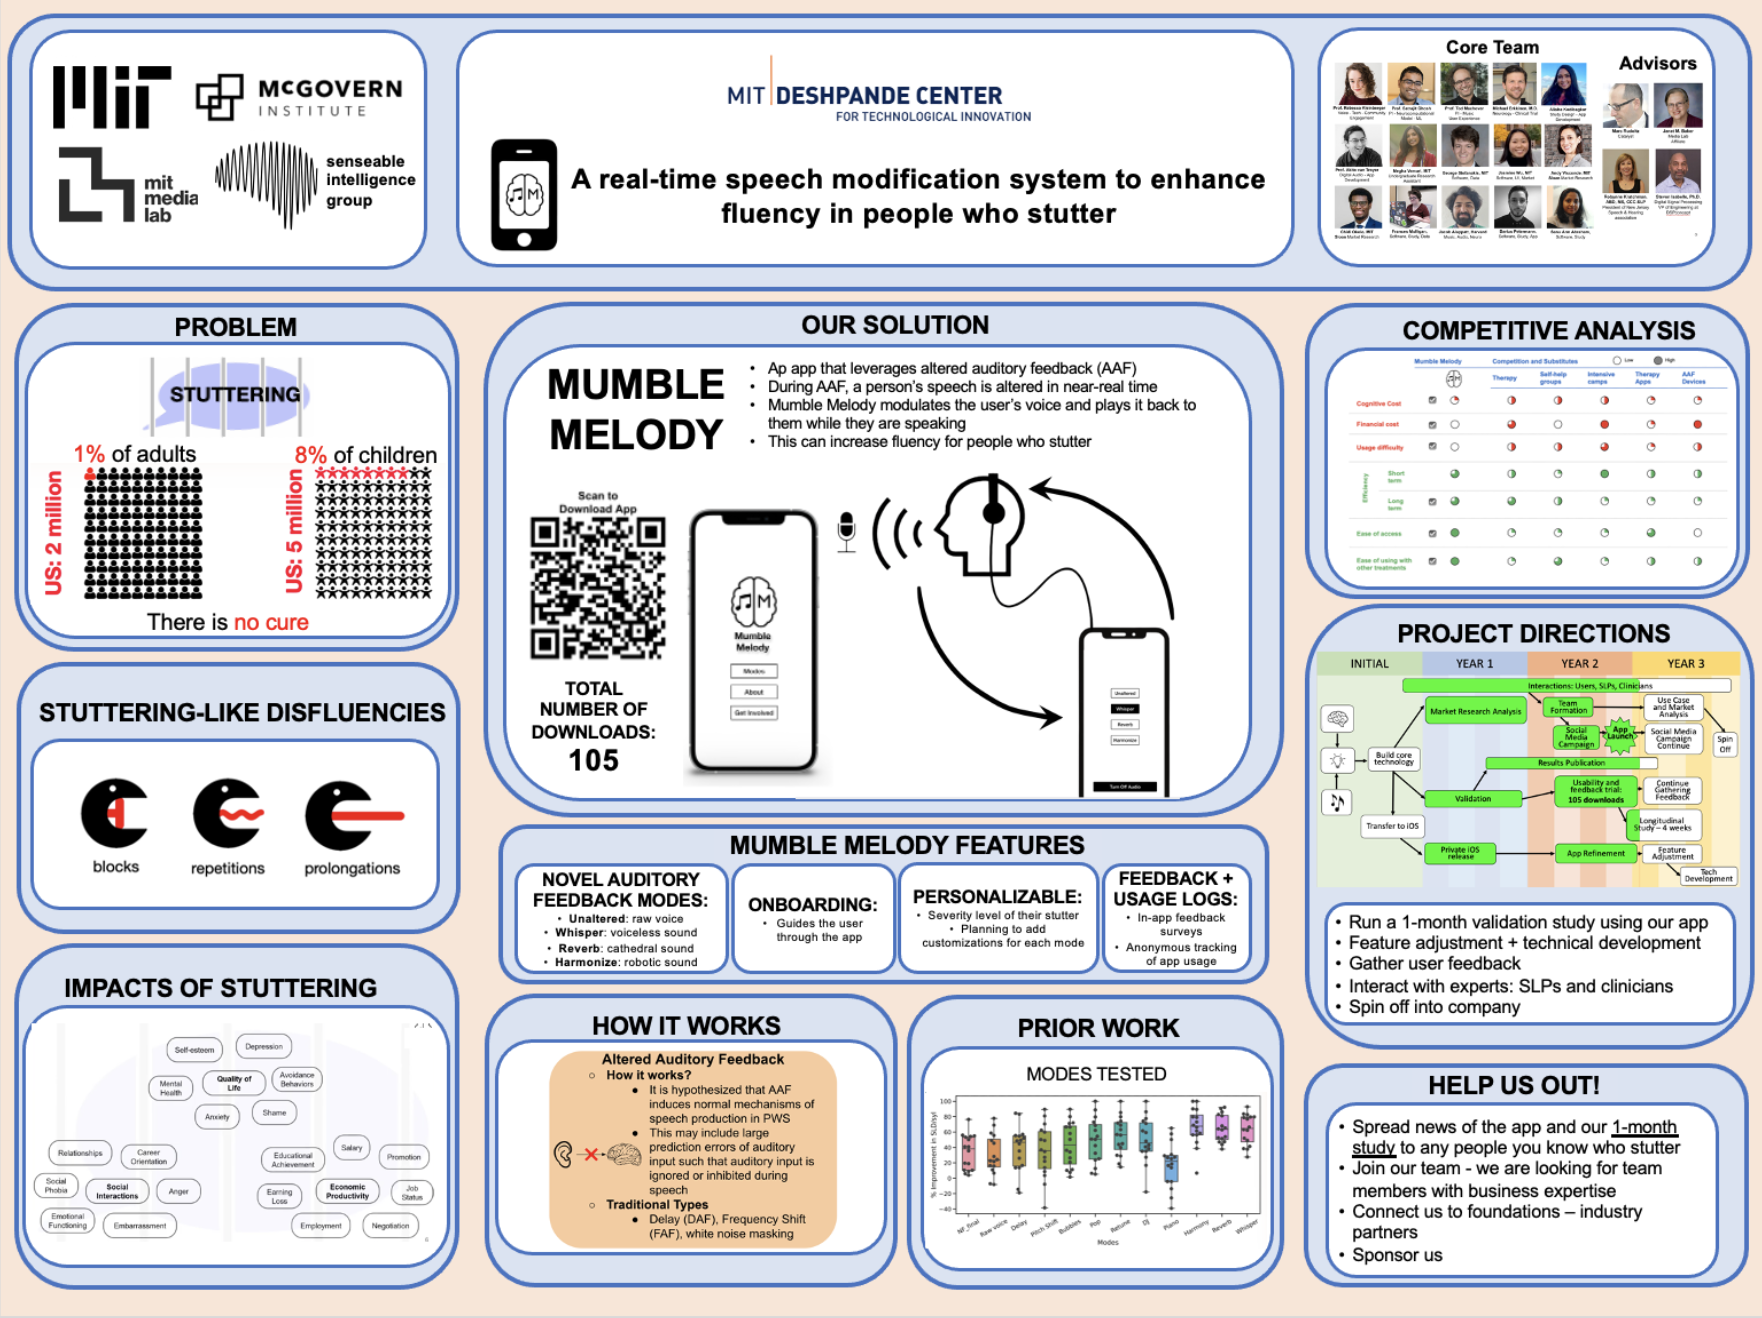 MIT
McGOVERN
INSTITUTE
mit
media
lab
senseable
intelligence
group
MIT DESHPANDE CENTER
FOR TECHNOLOGICAL INNOVATION
A real-time speech modification system to enhance
fluency in people who stutter
Core Team
Advisors
PROBLEM
STUTTERING
1% of adults
8% of children
US: 2 million
US: 5 million
There is no cure
STUTTERING-LIKE DISFLUENCIES
blocks
repetitions
prolongations
IMPACTS OF STUTTERING
Self-esteem
Depression
Mental
Health
Quality of
Life
Avoidance
Behaviors
Anxiety
Shame
Relationships
Career
Orientation
Social
Phobia
Social
Interactions
Anger
Emotional
Functioning
Embarrassment
Salary
Educational
Achievement
Promotion
Earning
Loss
Economic
Productivity
Job
Status
Employment
Negotiation
OUR SOLUTION
MUMBLE
MELODY
• Ap app that leverages altered auditory feedback (AAF)
• During AAF, a person's speech is altered in near-real time
• Mumble Melody modulates the user's voice and plays it back to
them while they are speaking
• This can increase fluency for people who stutter
Scan to
Download App
TOTAL
NUMBER OF
DOWNLOADS:
105
M
Mumble
Melody
Modes
About
Get Involved
Unaltered
Whisper
Reverb
Harmonize
Turn Off Audio
MUMBLE MELODY FEATURES
NOVEL AUDITORY
FEEDBACK MODES:
• Unaltered: raw voice
• Whisper: voiceless sound
• Reverb: cathedral sound
• Harmonize: robotic sound
ONBOARDING:
• Guides the user
through the app
PERSONALIZABLE:
• Severity level of their stutter
• Planning to add
customizations for each mode
FEEDBACK +
USAGE LOGS:
• In-app feedback
surveys
• Anonymous tracking
of app usage
HOW IT WORKS
Altered Auditory Feedback
○ How it works?
● It is hypothesized that AAF
induces normal mechanisms of
speech production in PWS
● This may include large
prediction errors of auditory
input such that auditory input is
ignored or inhibited during
speech
○ Traditional Types
● Delay (DAF), Frequency Shift
(FAF), white noise masking
PRIOR WORK
MODES TESTED
% Improvement in SLD/syl
100
80
60
40
20
0
−20
−40
NF_final
Raw voice
Delay
Pitch Shift
Bubbles
Pop
Retune
DJ
Piano
Harmony
Reverb
Whisper
Modes
COMPETITIVE ANALYSIS
Mumble Melody
Competition and Substitutes
Low
High
Therapy
Self-help
groups
Intensive
camps
Therapy
Apps
AAF
Devices
Cognitive Cost
Financial cost
Usage difficulty
Efficiency
Short
term
Long
term
Ease of access
Ease of using with
other treatments
PROJECT DIRECTIONS
INITIAL
YEAR 1
YEAR 2
YEAR 3
Interactions: Users, SLPs, Clinicians
Market Research Analysis
Team
Formation
Use Case
and Market
Analysis
Social
Media
Campaign
App
Launch
Social Media
Campaign
Continue
Spin
Off
Build core
technology
Results Publication
Validation
Usability and
feedback trial:
105 downloads
Continue
Gathering
Feedback
Transfer to iOS
Longitudinal
Study – 4 weeks
Private iOS
release
App Refinement
Feature
Adjustment
Tech
Development
• Run a 1-month validation study using our app
• Feature adjustment + technical development
• Gather user feedback
• Interact with experts: SLPs and clinicians
• Spin off into company
HELP US OUT!
• Spread news of the app and our 1-month
study to any people you know who stutter
• Join our team - we are looking for team
members with business expertise
• Connect us to foundations – industry
partners
• Sponsor us